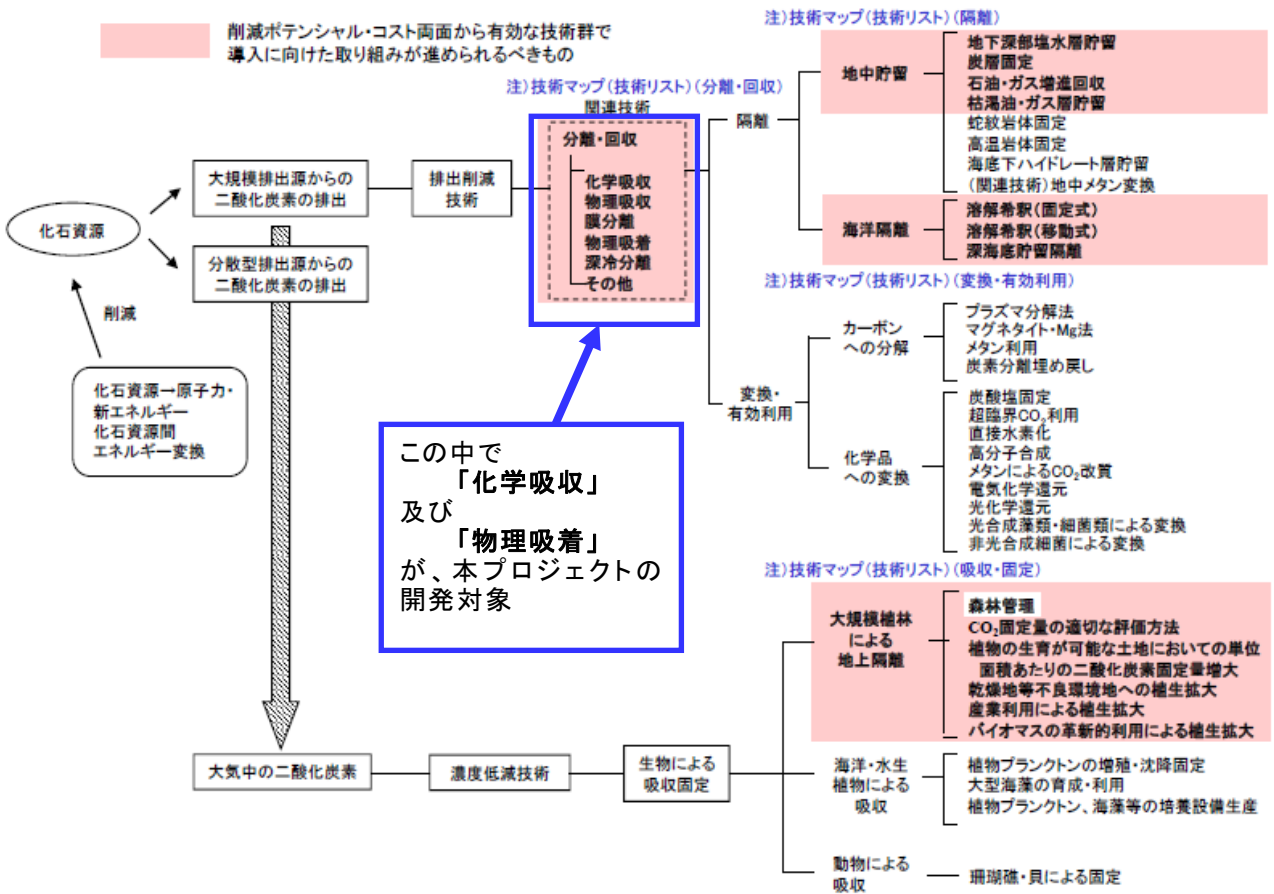 削減ポテンシャル・コスト両面から有効な技術群で
導入に向けた取り組みが進められるべきもの
注)技術マップ(技術リスト)(隔離)
地中貯留
地下深部塩水層貯留
炭層固定
石油・ガス増進回収
枯渇油・ガス層貯留
蛇紋岩体固定
高温岩体固定
海底下ハイドレート層貯留
(関連技術)地中メタン変換
注)技術マップ(技術リスト)(分離・回収)
関連技術
分離・回収
化学吸収
物理吸収
膜分離
物理吸着
深冷分離
その他
隔離
海洋隔離
溶解希釈(固定式)
溶解希釈(移動式)
深海底貯留隔離
化石資源
大規模排出源からの
二酸化炭素の排出
排出削減
技術
分散型排出源からの
二酸化炭素の排出
削減
化石資源→原子力・
新エネルギー
化石資源間
エネルギー変換
注)技術マップ(技術リスト)(変換・有効利用)
変換・
有効利用
カーボン
への分解
プラズマ分解法
マグネタイト・Mg法
メタン利用
炭素分離埋め戻し
化学品
への変換
炭酸塩固定
超臨界CO2利用
直接水素化
高分子合成
メタンによるCO2改質
電気化学還元
光化学還元
光合成藻類・細菌類による変換
非光合成細菌による変換
この中で
「化学吸収」
及び
「物理吸着」
が、本プロジェクトの
開発対象
注)技術マップ(技術リスト)(吸収・固定)
大規模植林
による
地上隔離
森林管理
CO2固定量の適切な評価方法
植物の生育が可能な土地においての単位
面積あたりの二酸化炭素固定量増大
乾燥地等不良環境地への植生拡大
産業利用による植生拡大
バイオマスの革新的利用による植生拡大
大気中の二酸化炭素
濃度低減技術
生物による
吸収固定
海洋・水生
植物による
吸収
植物プランクトンの増殖・沈降固定
大型海藻の育成・利用
植物プランクトン、海藻等の培養設備生産
動物による
吸収
珊瑚礁・貝による固定